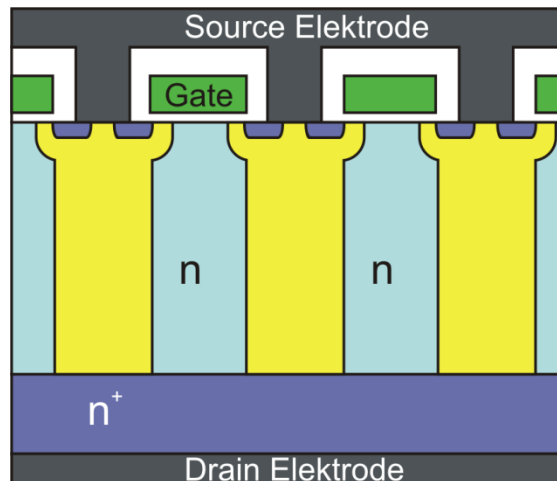 Source Elektrode
Gate
n n
n⁺
Drain Elektrode